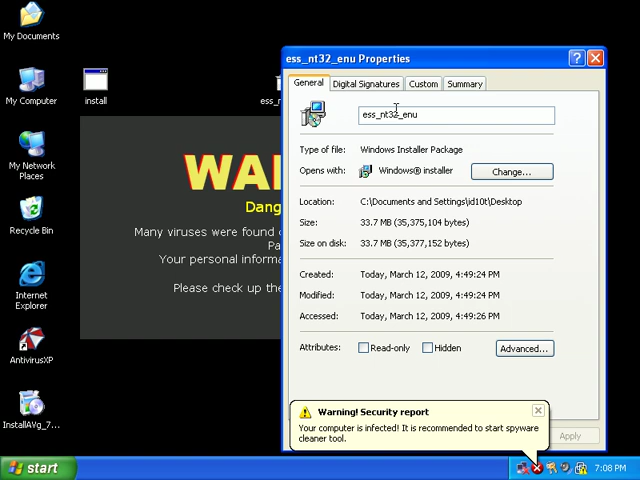 My Documents
My Computer
install
My Network
Places
Recycle Bin
Internet
Explorer
AntivirusXP
InstallAVg_7...
Many viruses were found
Your personal
Please check up the
ess_nt32_enu Properties
General
Digital Signatures
Custom
Summary
ess_nt32_enu
Type of file:
Windows Installer Package
Opens with:
Windows® installer
Change...
Location:
C:\Documents and Settings\id10t\Desktop
Size:
33.7 MB (35,375,104 bytes)
Size on disk:
33.7 MB (35,377,152 bytes)
Created:
Today, March 12, 2009, 4:49:24 PM
Modified:
Today, March 12, 2009, 4:49:24 PM
Accessed:
Today, March 12, 2009, 4:49:26 PM
Attributes:
Read-only
Hidden
Advanced...
Warning! Security report
Your computer is infected! It is recommended to start spyware
cleaner tool.
Apply
start
7:08 PM